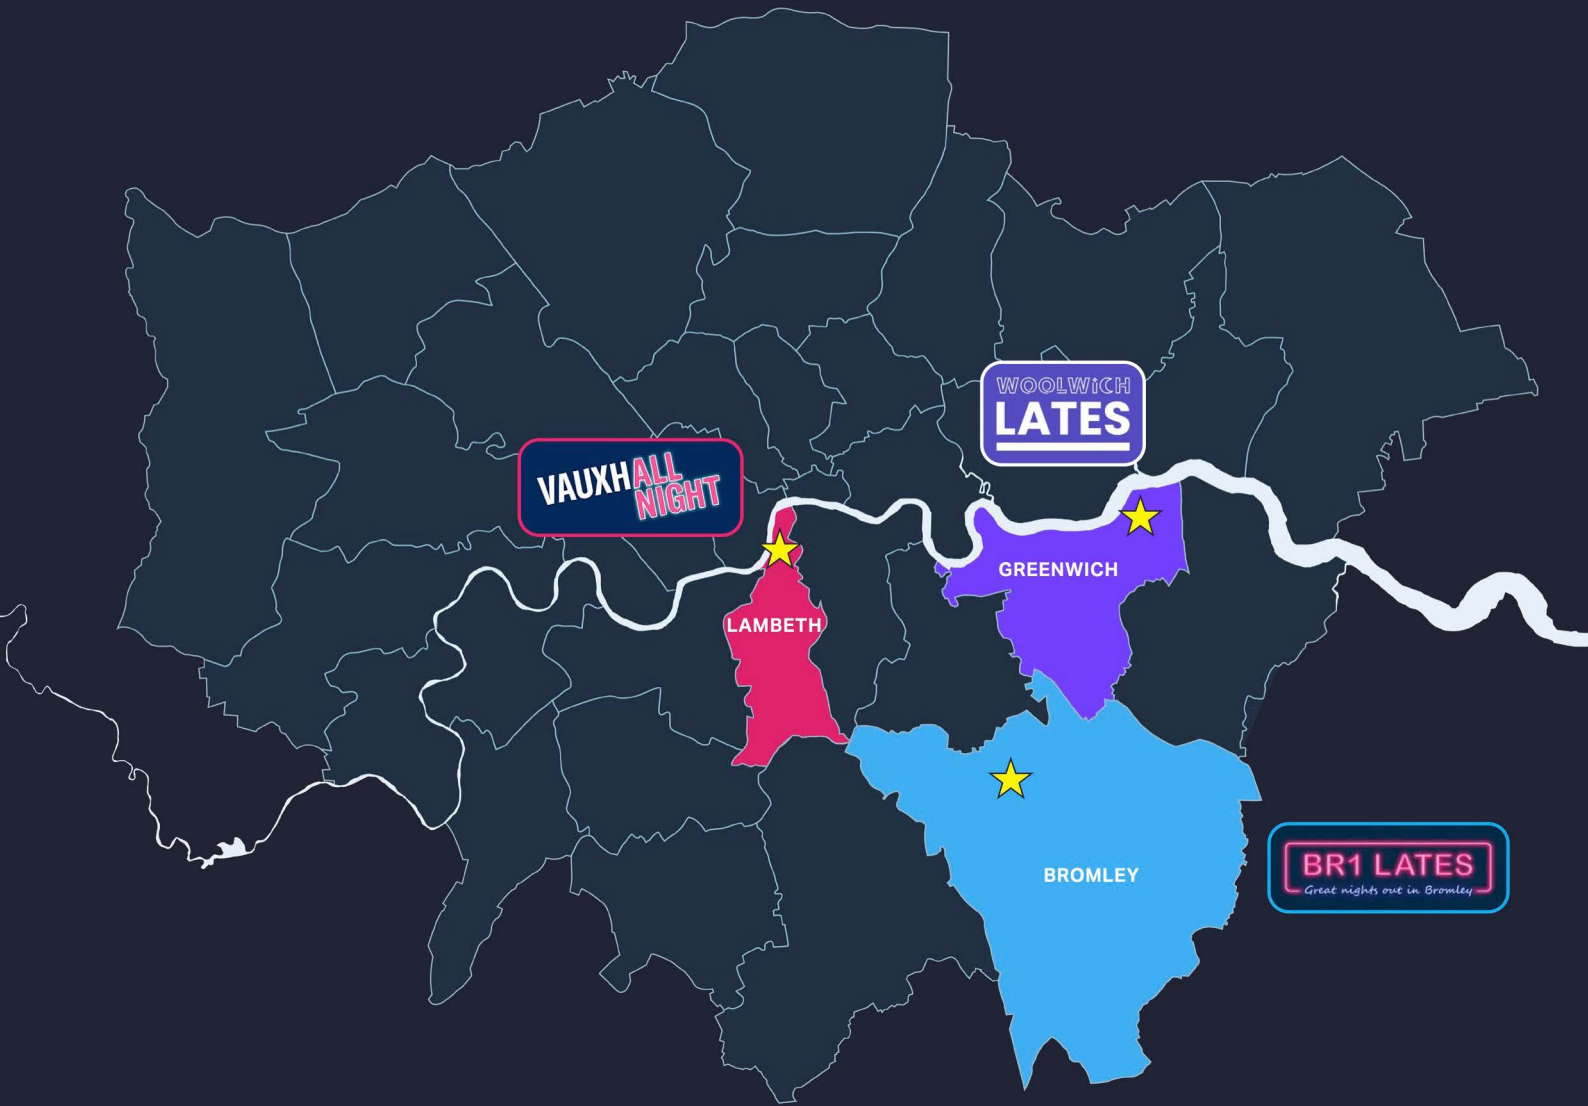 WOOLWiCH
LATES
VAUXHALL
NIGHT
GREENWICH
LAMBETH
BROMLEY
BR1 LATES
Great nights out in Bromley